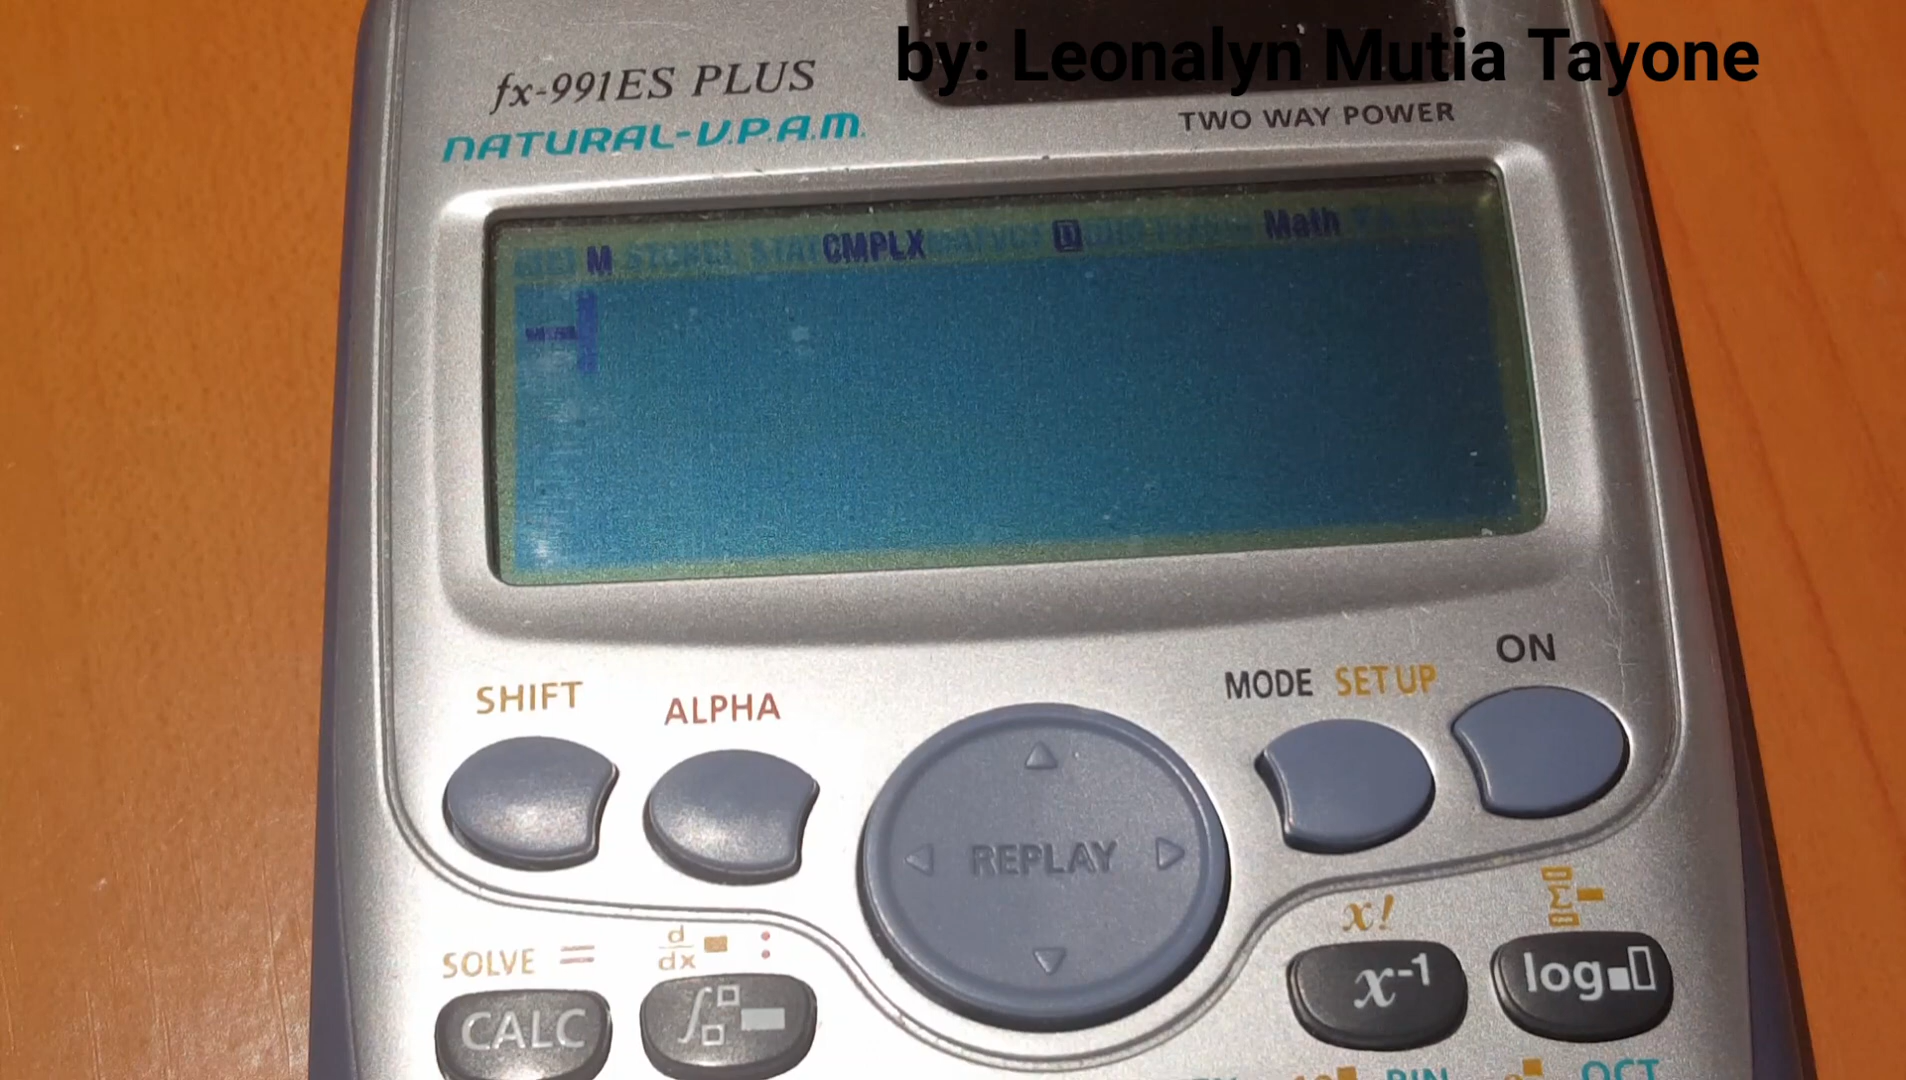 by: Leonalyn Mutia Tayone
fx-991ES PLUS
NATURAL-V.P.A.M.
TWO WAY POWER
M CMPLX D Math
-
SHIFT ALPHA MODE SETUP ON
REPLAY
SOLVE = d/dx : x! Σ
CALC ∫ x⁻¹ log
BIN OCT